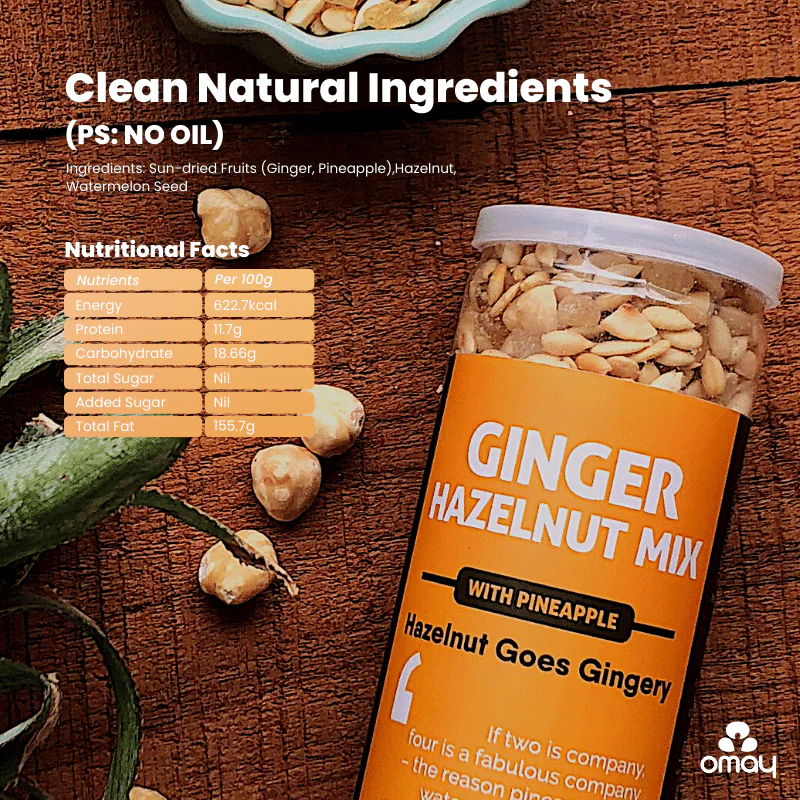 Clean Natural Ingredients
(PS: NO OIL)
Ingredients: Sun-dried Fruits (Ginger, Pineapple),Hazelnut,
Watermelon Seed
Nutritional Facts
Nutrients Per 100g
Energy 622.7kcal
Protein 11.7g
Carbohydrate 18.66g
Total Sugar Nil
Added Sugar Nil
Total Fat 155.7g
GINGER
HAZELNUT MIX
WITH PINEAPPLE
Hazelnut Goes Gingery
If two is company,
four is a fabulous company
- the reason pineapple
omay